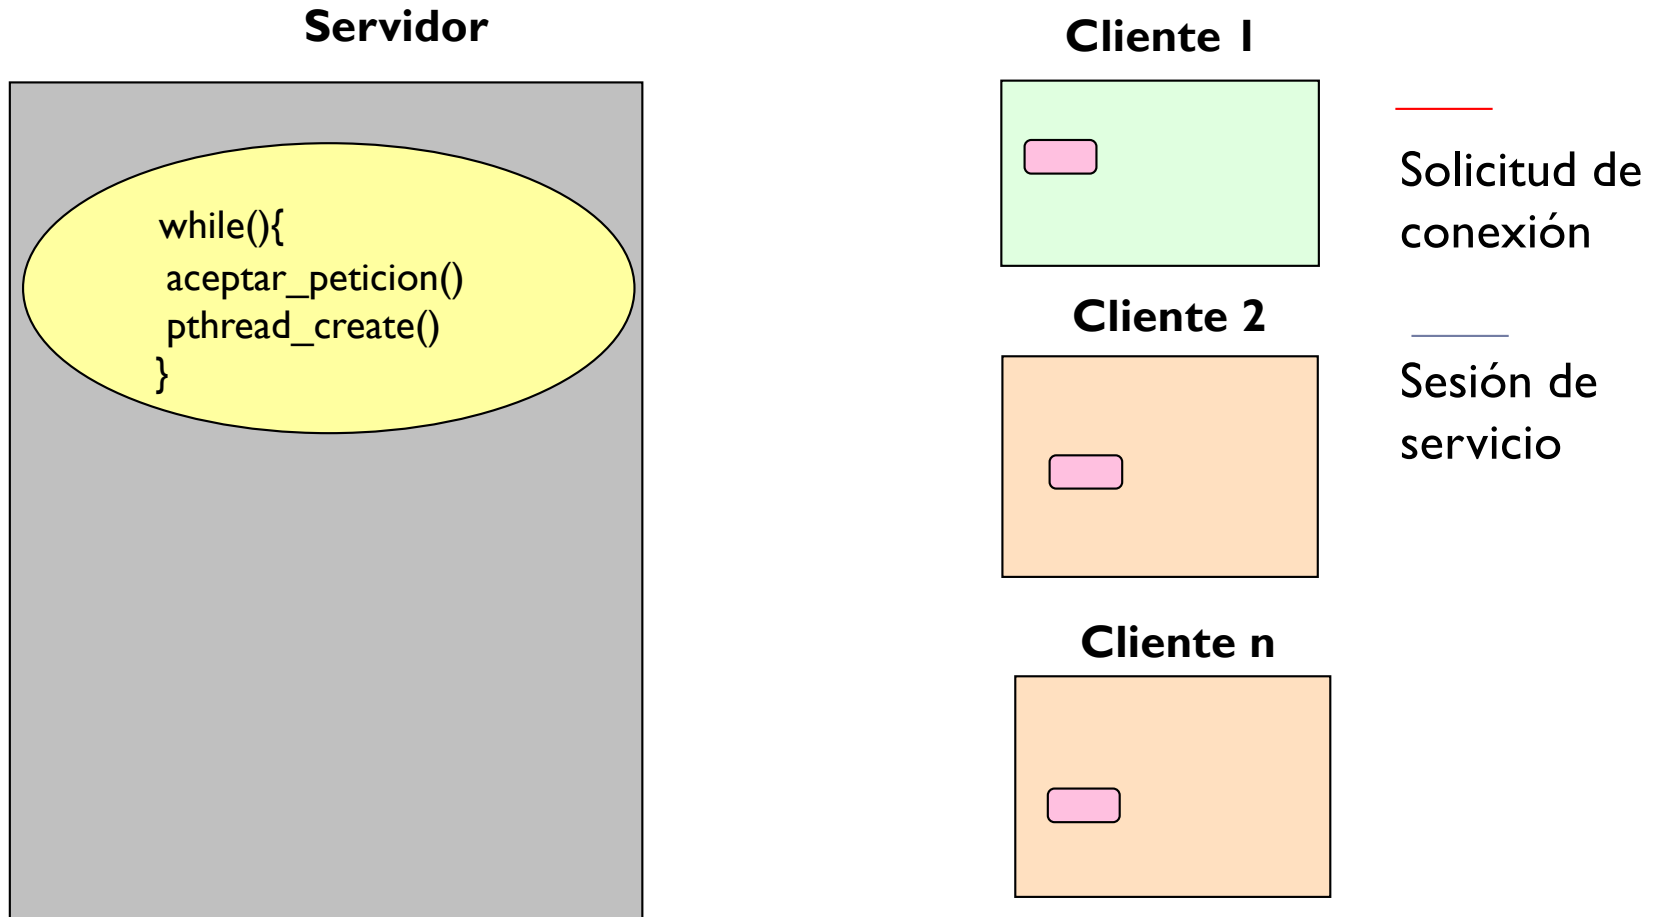 Servidor
while(){
aceptar_peticion()
pthread_create()
}
Cliente 1
Cliente 2
Cliente n
Solicitud de
conexión
Sesión de
servicio